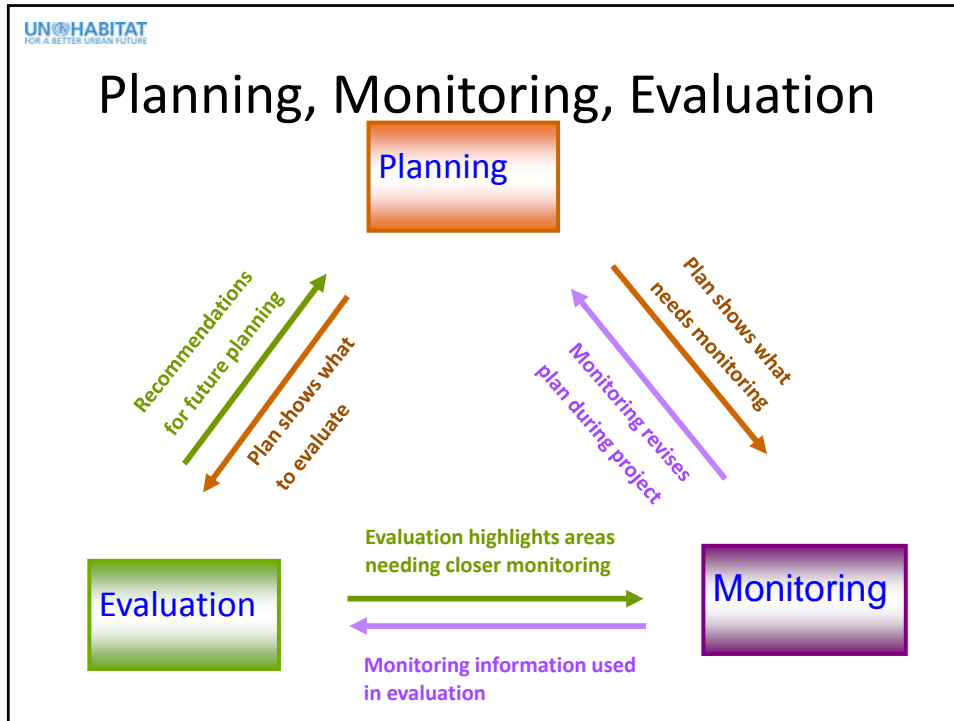 UN HABITAT
FOR A BETTER URBAN FUTURE
Planning, Monitoring, Evaluation
Planning
Recommendations
for future planning
Plan shows what
to evaluate
Plan shows what
needs monitoring
Monitoring revises
plan during project
Evaluation highlights areas
needing closer monitoring
Evaluation
Monitoring
Monitoring information used
in evaluation